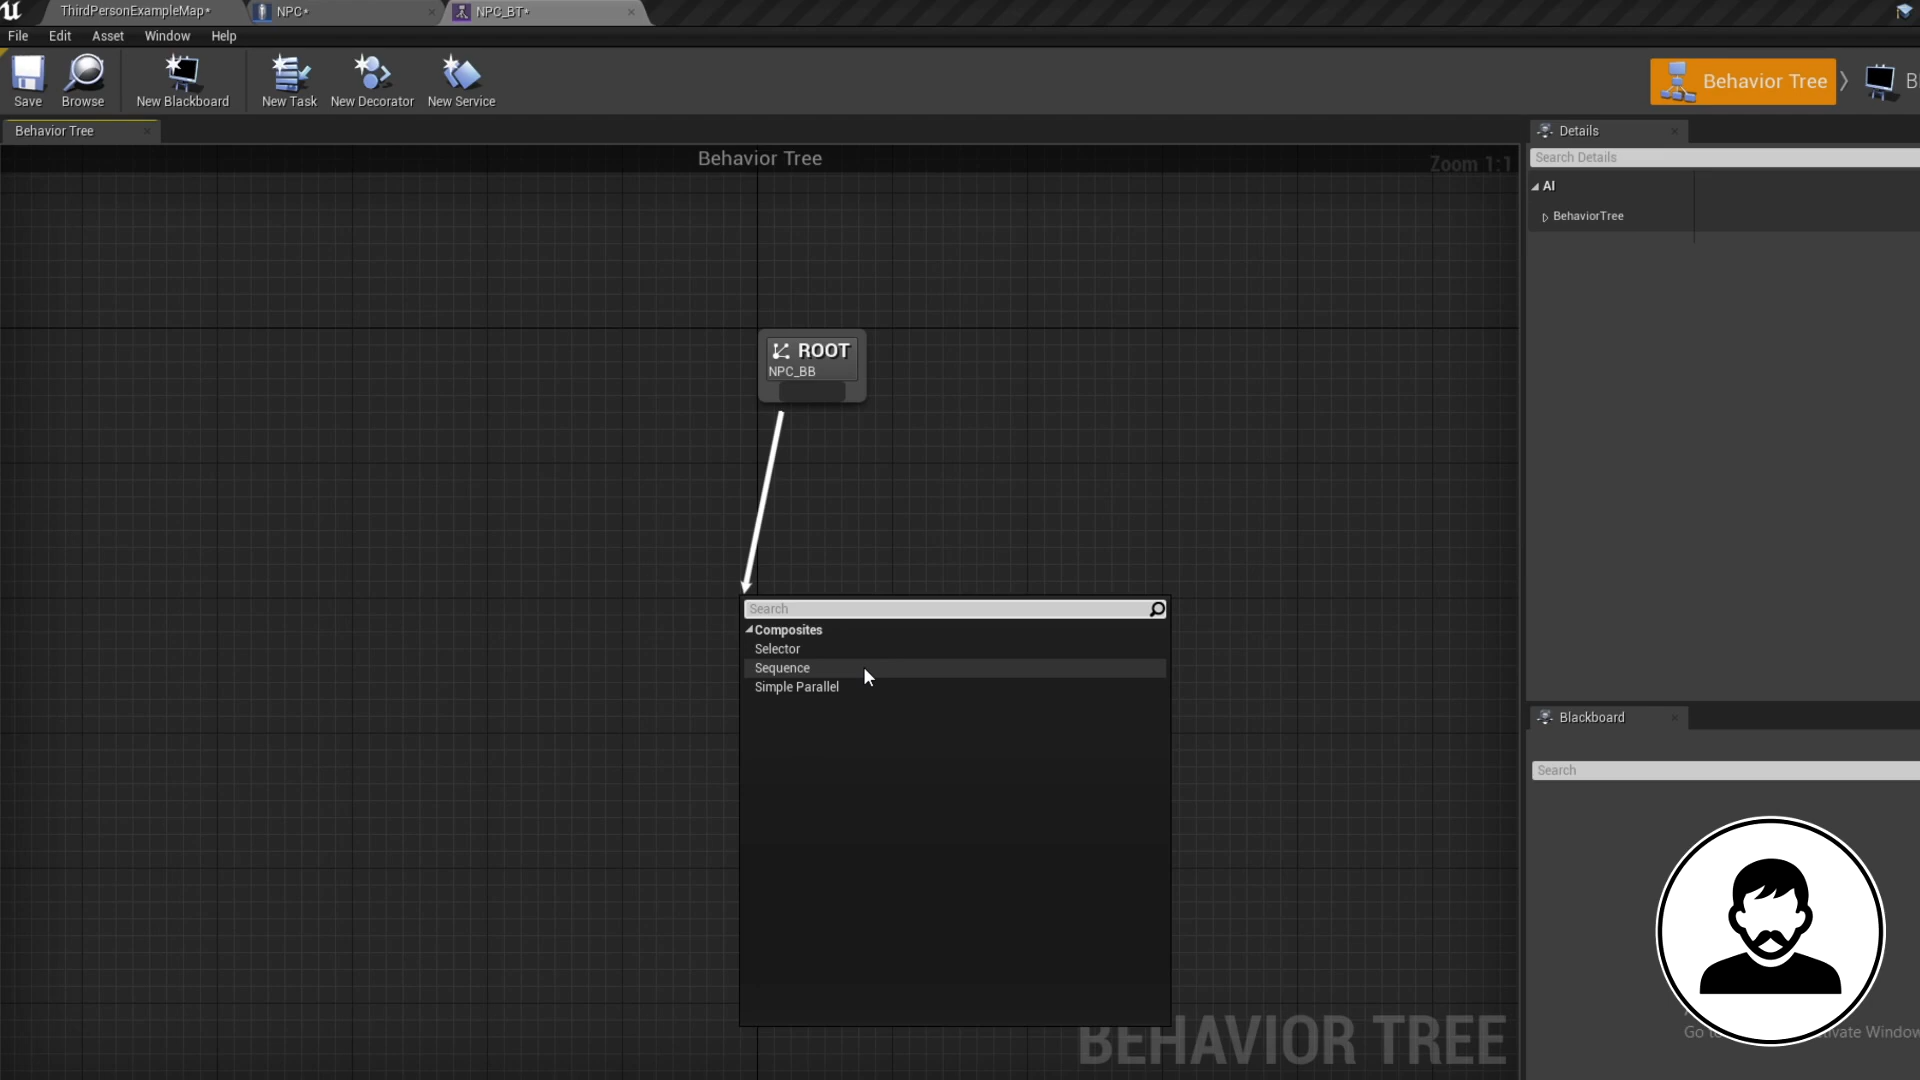 ThirdPersonExampleMap*
NPC*
NPC_BT*
File Edit Asset Window Help
Save
Browse
New Blackboard
New Task
New Decorator
New Service
Behavior Tree
Behavior Tree
Behavior Tree
Zoom 1:1
Details
Search Details
AI
BehaviorTree
ROOT
NPC_BB
Search
Composites
Selector
Sequence
Simple Parallel
Blackboard
Search
BEHAVIOR TREE
Go to
Window